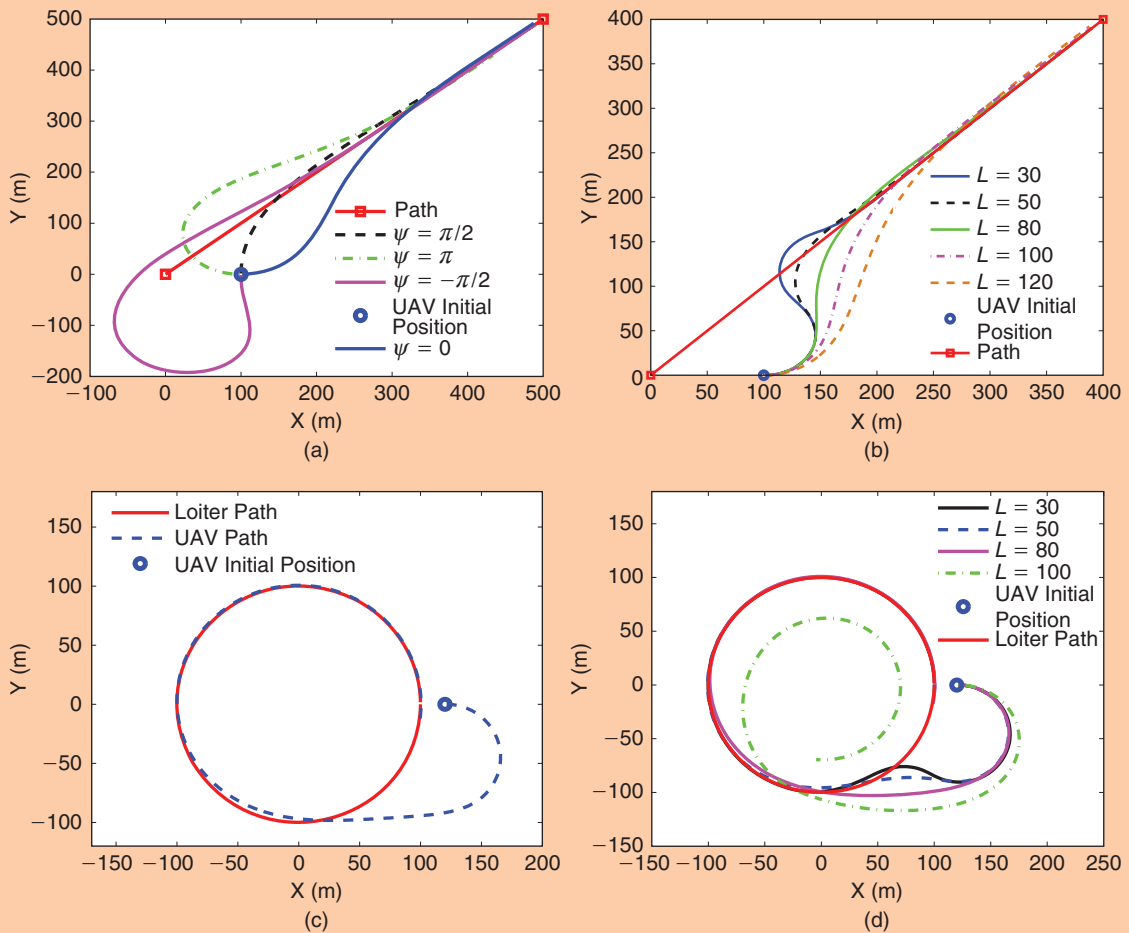 500
400
300
200
100
0
−100
−200
Y (m)
−100
0
100
200
300
400
500
X (m)
Path
ψ = π/2
ψ = π
ψ = −π/2
UAV Initial
Position
ψ = 0
(a)
400
350
300
250
200
150
100
50
0
Y (m)
0
50
100
150
200
250
300
350
400
X (m)
L = 30
L = 50
L = 80
L = 100
L = 120
UAV Initial
Position
Path
(b)
150
100
50
0
−50
−100
Y (m)
−150
−100
−50
0
50
100
150
200
X (m)
Loiter Path
UAV Path
UAV Initial Position
(c)
150
100
50
0
−50
−100
−150
Y (m)
−150
−100
−50
0
50
100
150
200
250
X (m)
L = 30
L = 50
L = 80
L = 100
UAV Initial
Position
Loiter Path
(d)